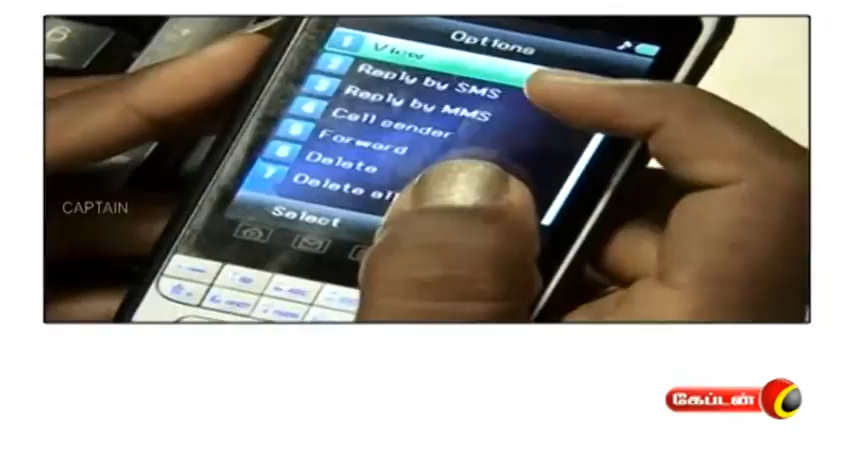 Options
1 View
2 Reply by SMS
3 Reply by MMS
4 Call sender
5 Forward
6 Delete
7 Delete all
Select
CAPTAIN
கேப்டன்